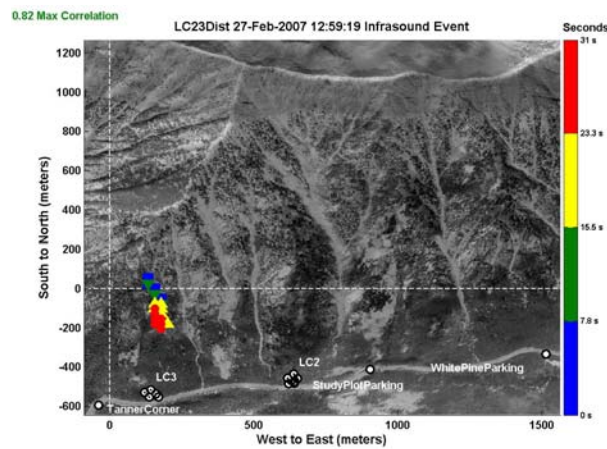 0.82 Max Correlation
LC23Dist 27-Feb-2007 12:59:19 Infrasound Event
Seconds
31 s
23.3 s
15.5 s
7.8 s
0 s
South to North (meters)
1200
1000
800
600
400
200
0
-200
-400
-600
LC2
LC3
WhitePineParking
StudyPlotParking
TannerCorner
0
500
1000
1500
West to East (meters)